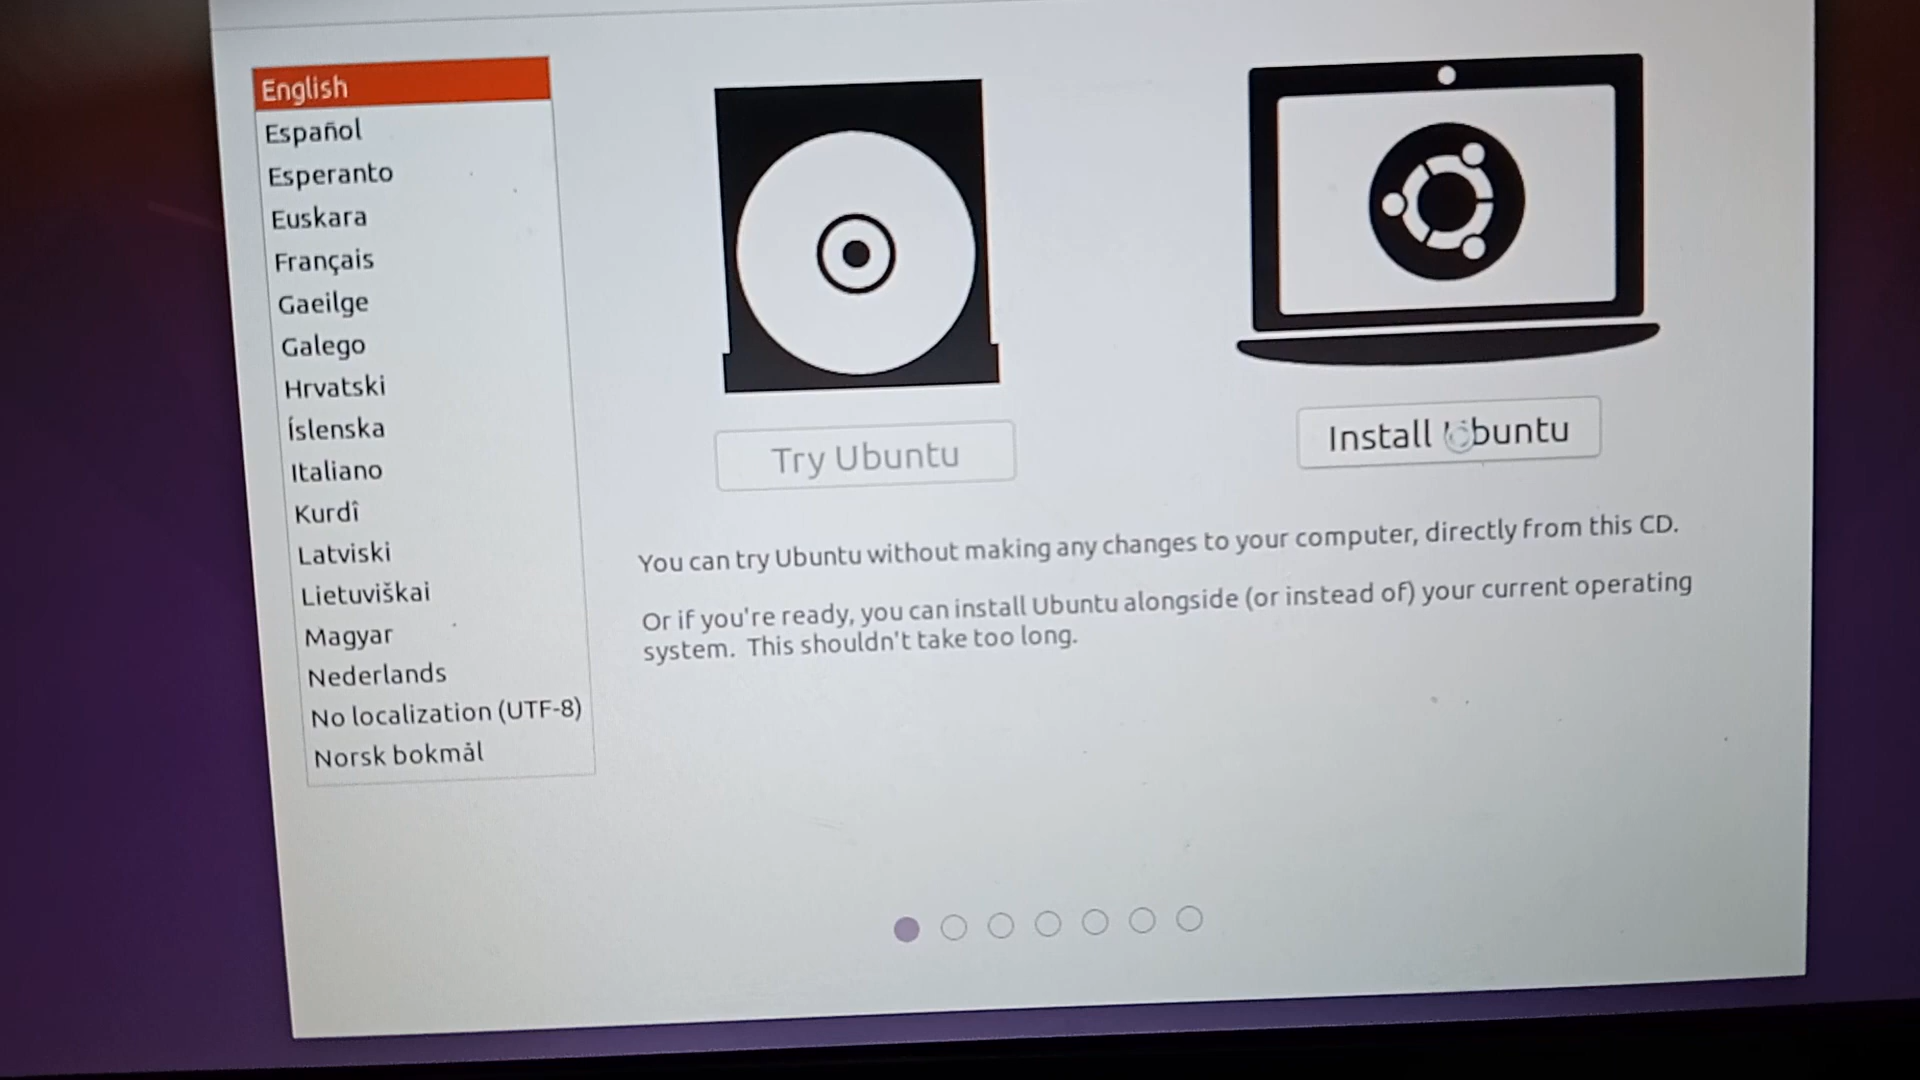 English
Español
Esperanto
Euskara
Français
Gaeilge
Galego
Hrvatski
Íslenska
Italiano
Kurdî
Latviski
Lietuviškai
Magyar
Nederlands
No localization (UTF-8)
Norsk bokmål
Try Ubuntu
Install Ubuntu
You can try Ubuntu without making any changes to your computer, directly from this CD.
Or if you're ready, you can install Ubuntu alongside (or instead of) your current operating
system. This shouldn't take too long.